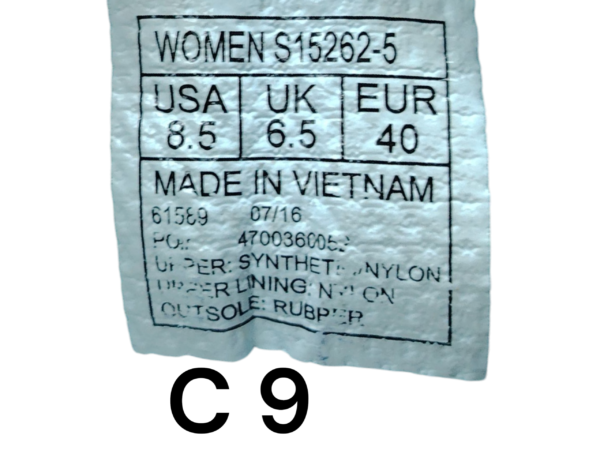 WOMEN S15262-5
USA UK EUR
8.5 6.5 40
MADE IN VIETNAM
61589 07/16
UPPER: NYLON
LINING: NYLON
OUTSOLE: RUBBER
C 9